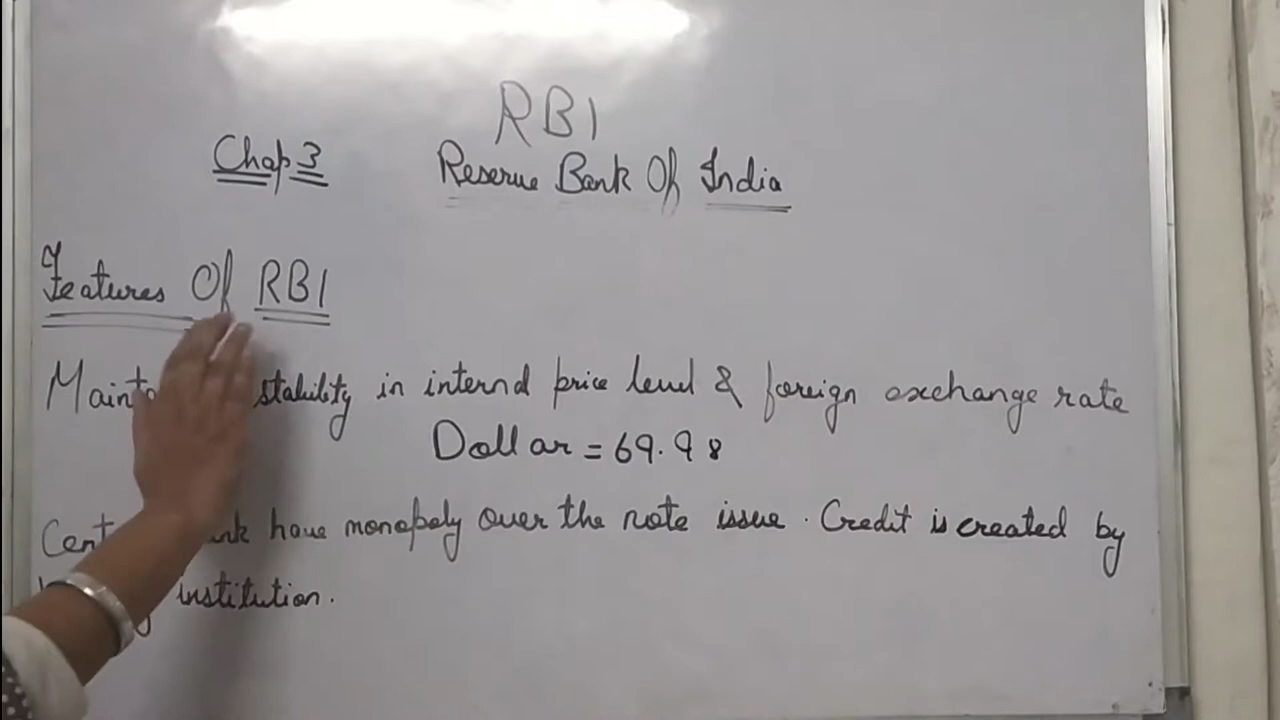 RBI
Chap 3 Reserve Bank Of India
Features Of RBI
stability in internal price level & foreign exchange rate
Dollar = 69.98
have monopoly over the note issue. Credit is created by
institution.